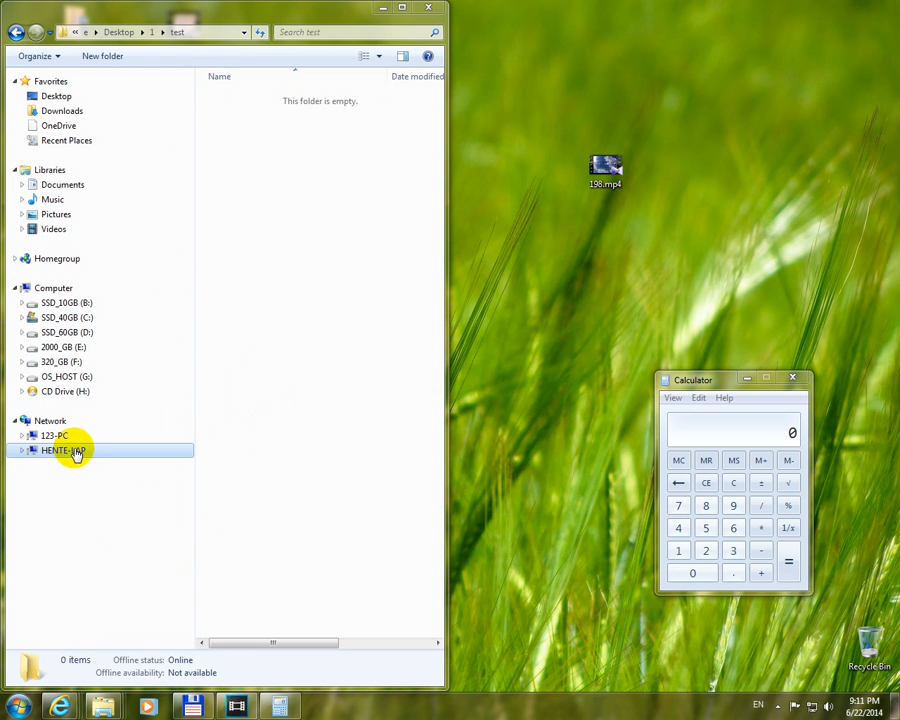 « e ▸ Desktop ▸ 1 ▸ test
Search test
Organize
New folder
Name
Date modified
This folder is empty.
Favorites
Desktop
Downloads
OneDrive
Recent Places
Libraries
Documents
Music
Pictures
Videos
Homegroup
Computer
SSD_10GB (B:)
SSD_40GB (C:)
SSD_60GB (D:)
2000_GB (E:)
320_GB (F:)
OS_HOST (G:)
CD Drive (H:)
Network
123-PC
0 items
Offline status: Online
Offline availability: Not available
198.mp4
Calculator
View Edit Help
0
MC MR MS M+ M-
← CE C ± √
7 8 9 / %
4 5 6 * 1/x
1 2 3 - =
0 . +
Recycle Bin
EN
9:11 PM
6/22/2014